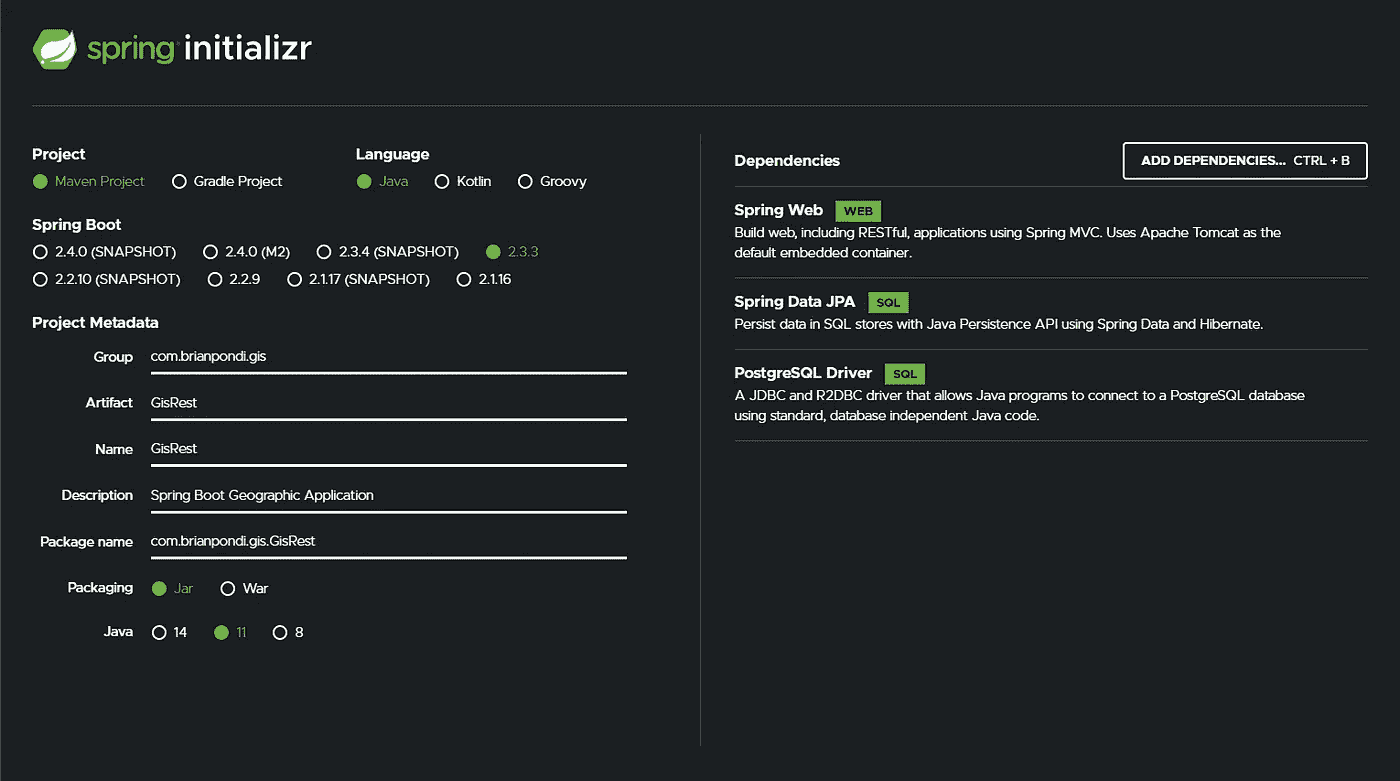 spring initializr
Project
Maven Project Gradle Project
Language
Java Kotlin Groovy
Spring Boot
2.4.0 (SNAPSHOT) 2.4.0 (M2) 2.3.4 (SNAPSHOT) 2.3.3
2.2.10 (SNAPSHOT) 2.2.9 2.1.17 (SNAPSHOT) 2.1.16
Project Metadata
Group com.brianpondi.gis
Artifact GisRest
Name GisRest
Description Spring Boot Geographic Application
Package name com.brianpondi.gis.GisRest
Packaging Jar War
Java 14 11 8
Dependencies
ADD DEPENDENCIES... CTRL + B
Spring Web WEB
Build web, including RESTful, applications using Spring MVC. Uses Apache Tomcat as the
default embedded container.
Spring Data JPA SQL
Persist data in SQL stores with Java Persistence API using Spring Data and Hibernate.
PostgreSQL Driver SQL
A JDBC and R2DBC driver that allows Java programs to connect to a PostgreSQL database
using standard, database independent Java code.